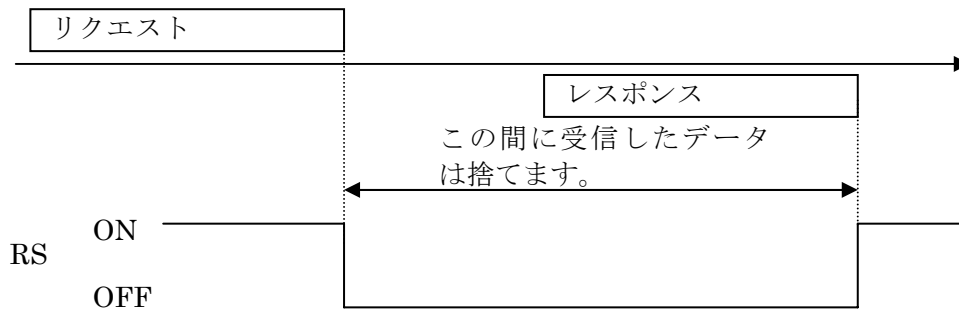 リクエスト
レスポンス
この間に受信したデータ
は捨てます。
ON
RS
OFF